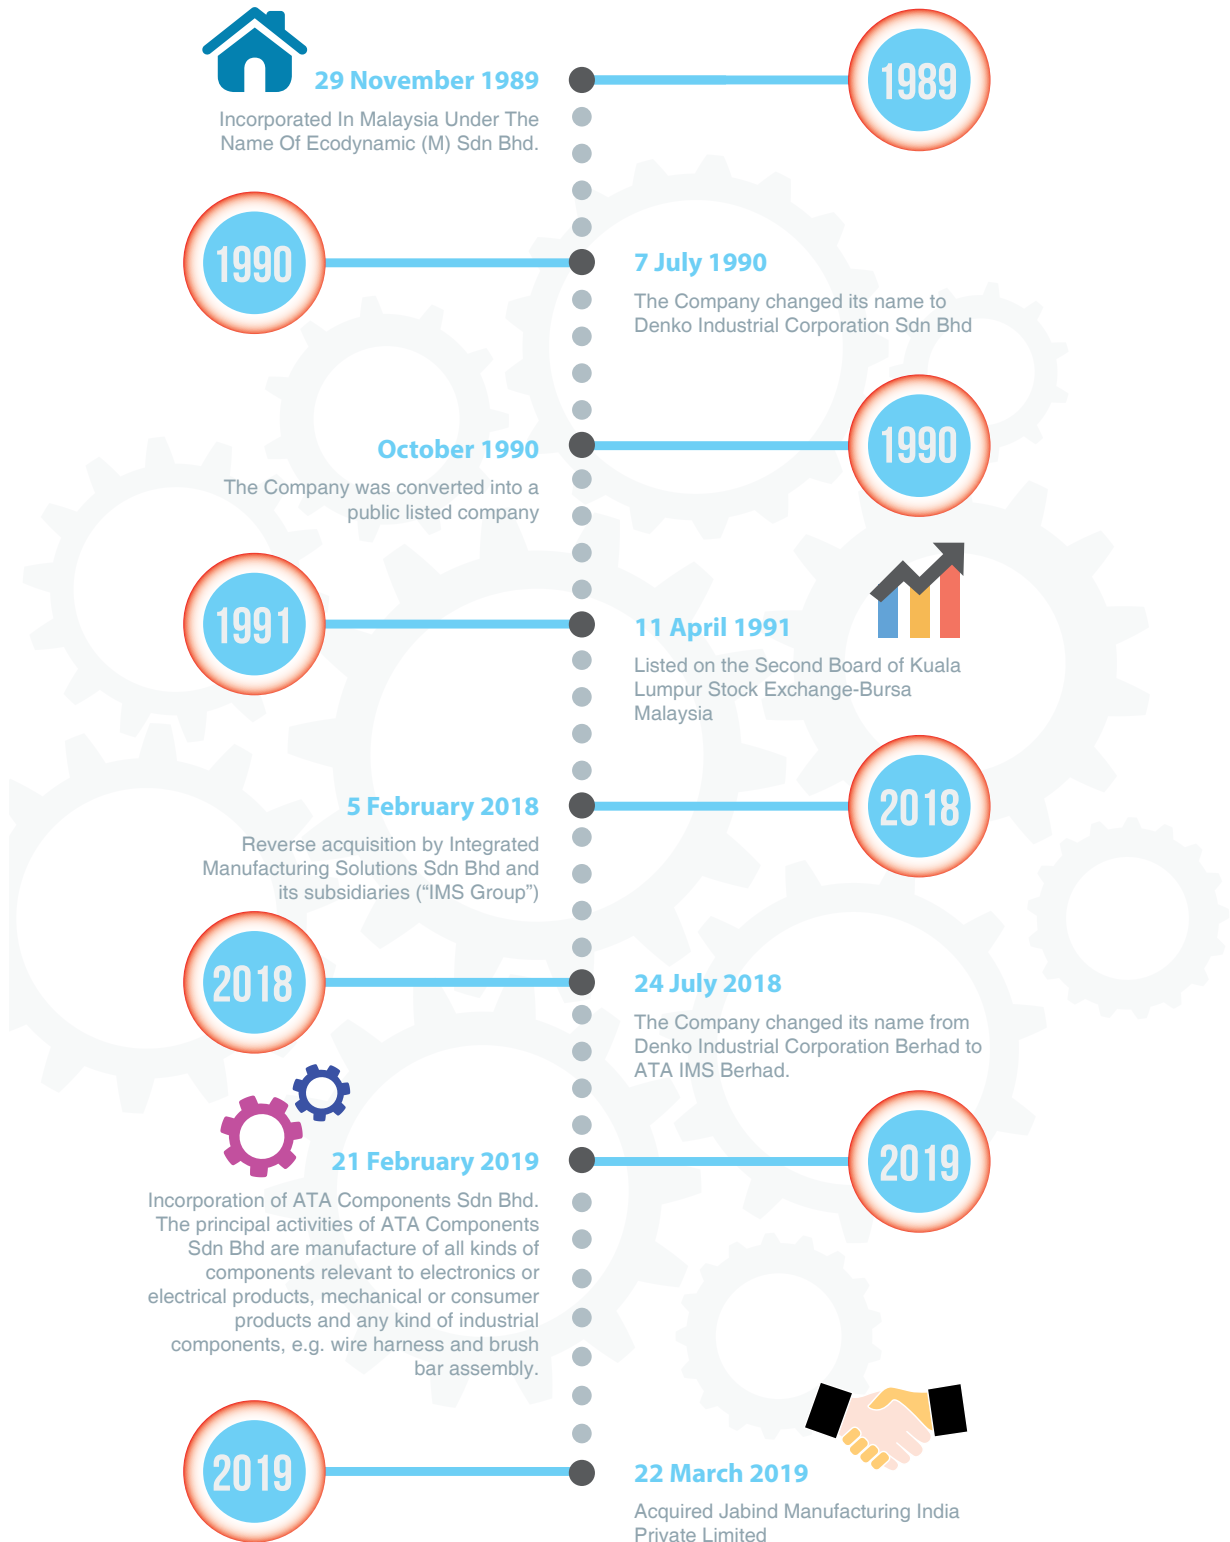 29 November 1989
1989
Incorporated In Malaysia Under The
Name Of Ecodynamic (M) Sdn Bhd.
1990
7 July 1990
The Company changed its name to
Denko Industrial Corporation Sdn Bhd
October 1990
1990
The Company was converted into a
public listed company
1991
11 April 1991
Listed on the Second Board of Kuala
Lumpur Stock Exchange-Bursa
Malaysia
5 February 2018
2018
Reverse acquisition by Integrated
Manufacturing Solutions Sdn Bhd and
its subsidiaries (“IMS Group”)
2018
24 July 2018
The Company changed its name from
Denko Industrial Corporation Berhad to
ATA IMS Berhad.
21 February 2019
2019
Incorporation of ATA Components Sdn Bhd.
The principal activities of ATA Components
Sdn Bhd are manufacture of all kinds of
components relevant to electronics or
electrical products, mechanical or consumer
products and any kind of industrial
components, e.g. wire harness and brush
bar assembly.
2019
22 March 2019
Acquired Jabind Manufacturing India
Private Limited